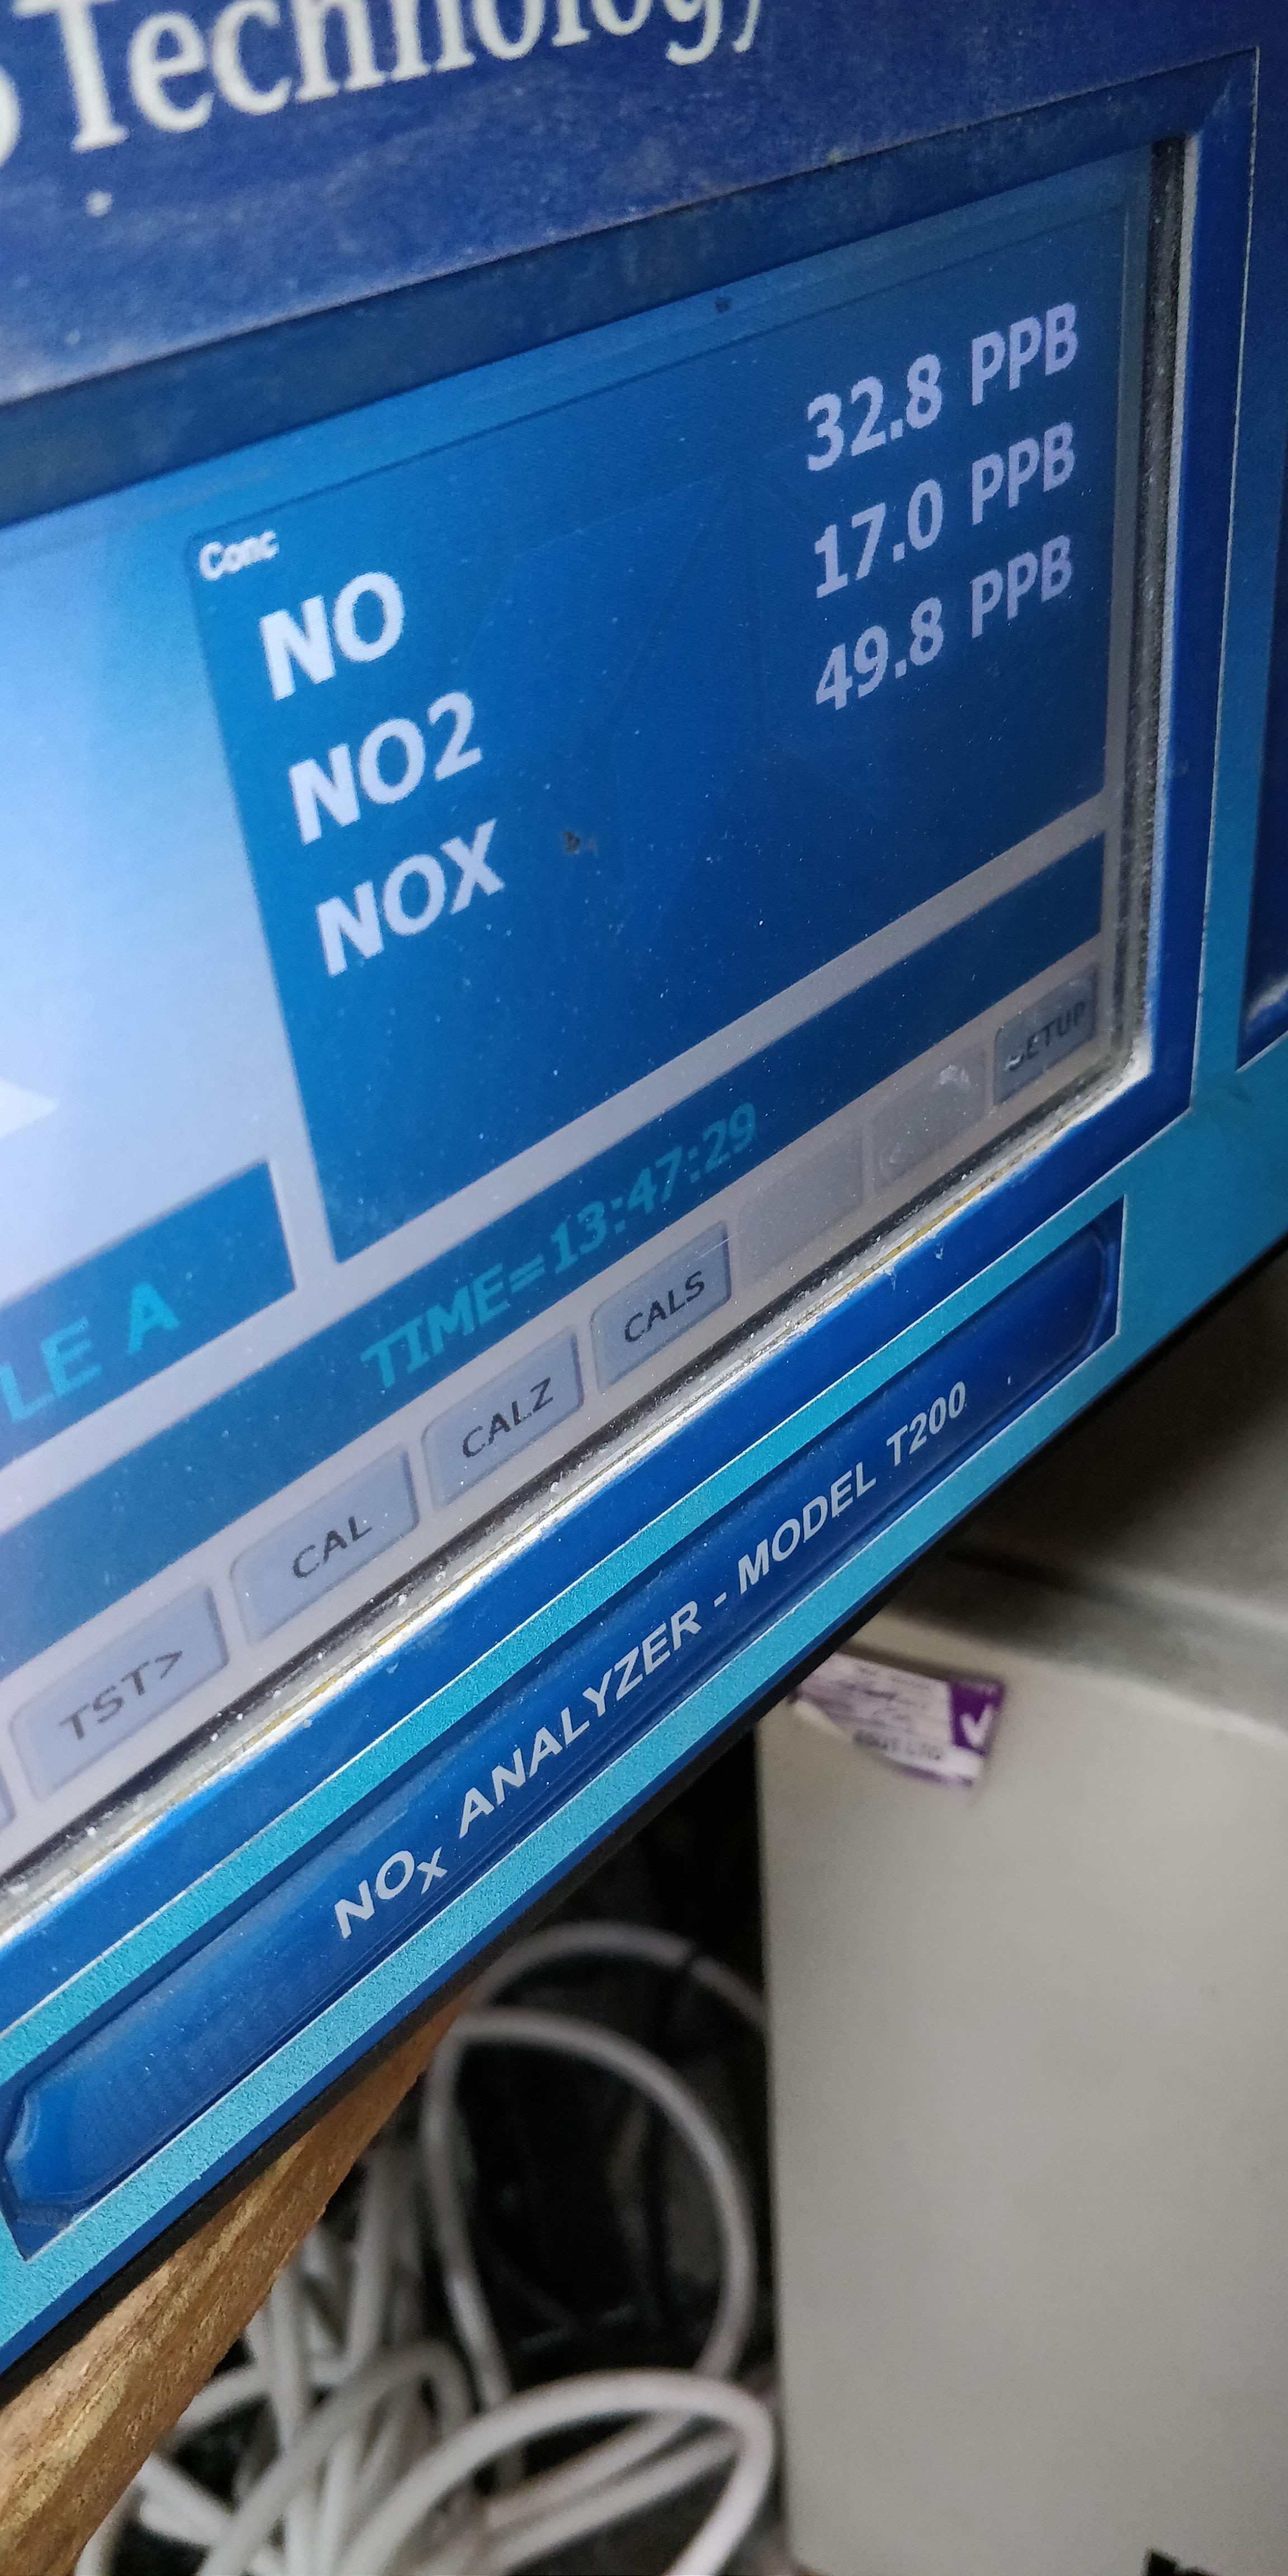 Technology
Conc
NO 32.8 PPB
NO2 17.0 PPB
NOX 49.8 PPB
LE A
TIME=13:47:29
TST> CAL CALZ CALS SETUP
NOX ANALYZER - MODEL T200